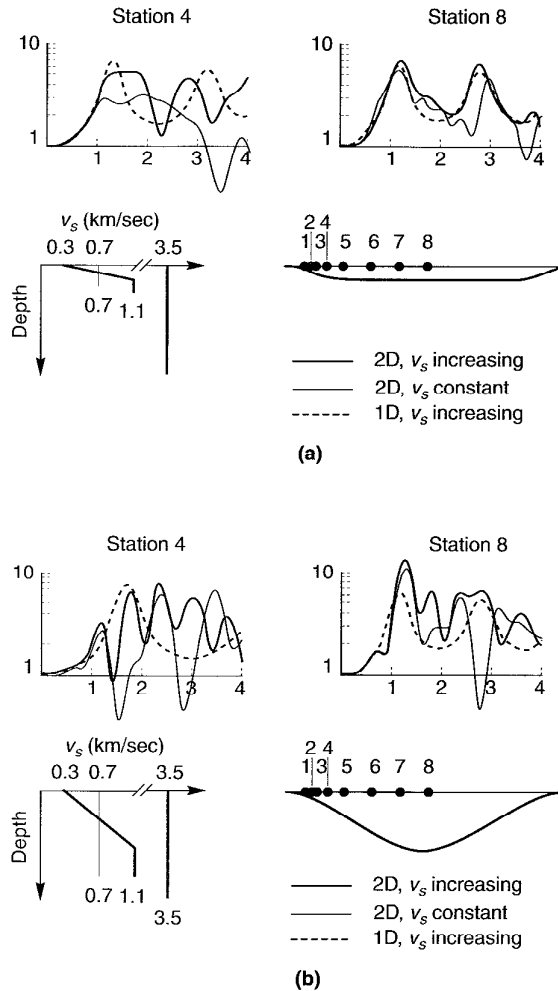 Station 4 Station 8
10 10
1 1
1 2 3 4 1 2 3 4
vs (km/sec)
0.3 0.7 3.5
0.7 1.1
Depth
2 4
1 3 5 6 7 8
2D, vs increasing
2D, vs constant
1D, vs increasing
(a)
Station 4 Station 8
10 10
1 1
1 2 3 4 1 2 3 4
vs (km/sec)
0.3 0.7 3.5
0.7 1.1 3.5
Depth
2 4
1 3 5 6 7 8
2D, vs increasing
2D, vs constant
1D, vs increasing
(b)